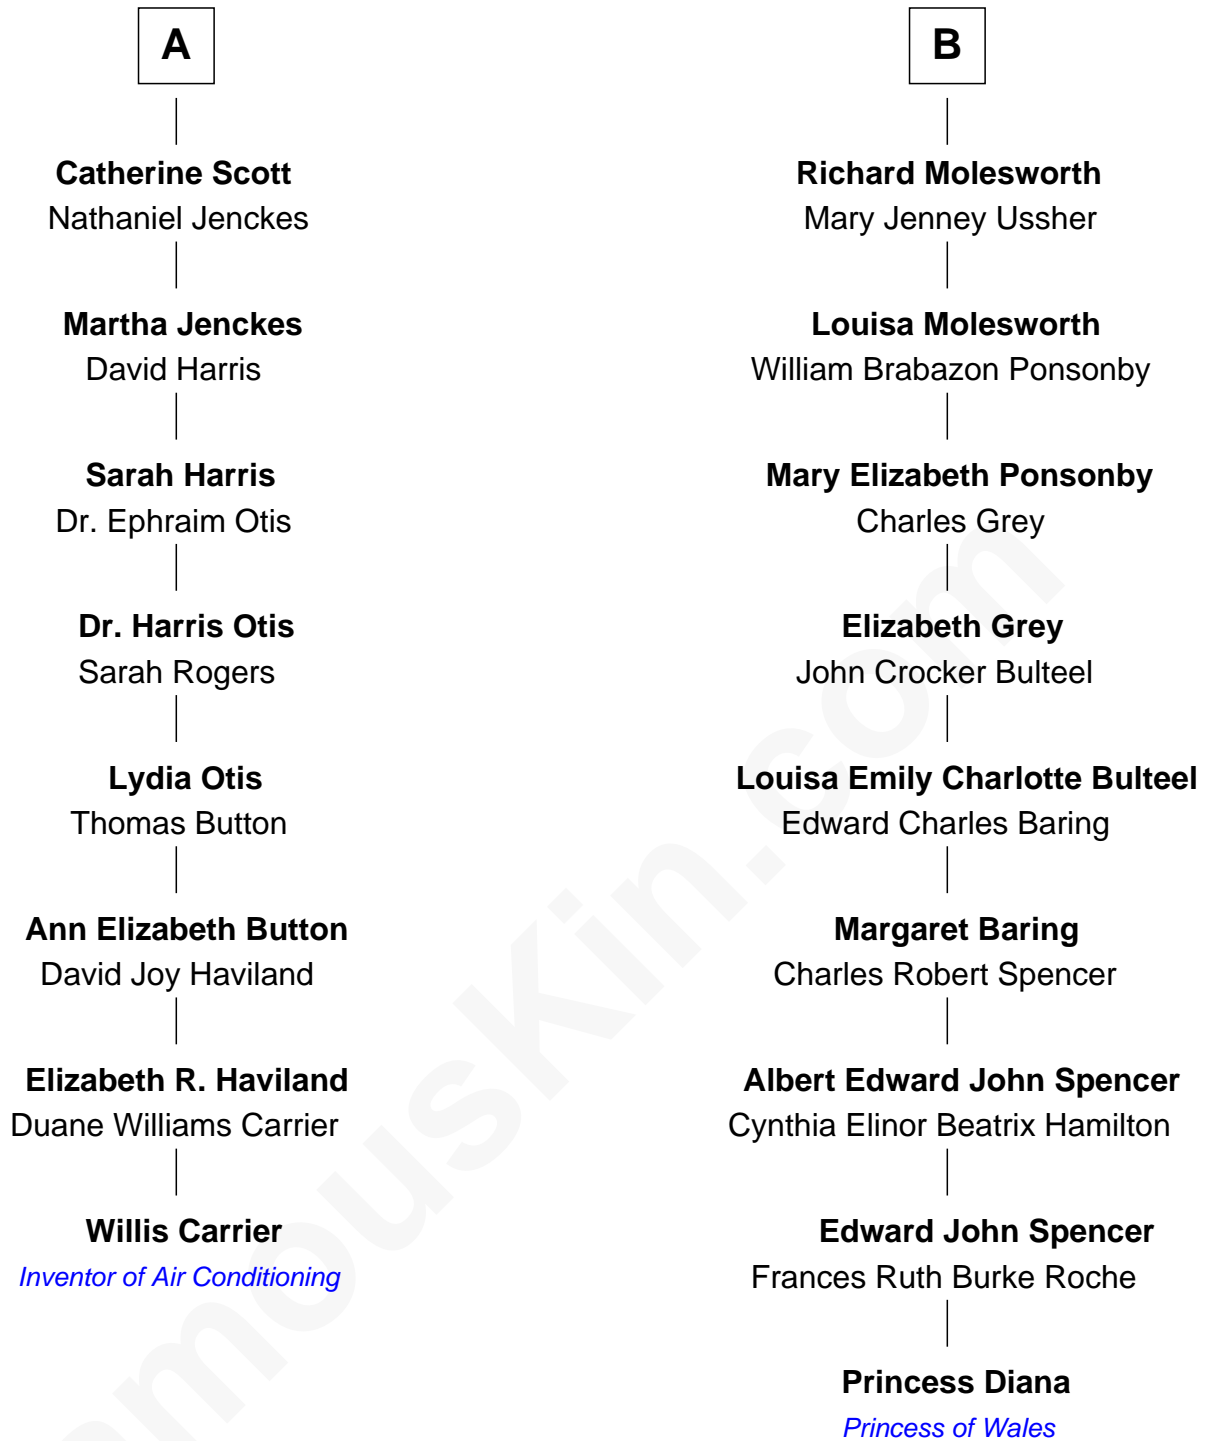 A
Catherine Scott
Nathaniel Jenckes
Martha Jenckes
David Harris
Sarah Harris
Dr. Ephraim Otis
Dr. Harris Otis
Sarah Rogers
Lydia Otis
Thomas Button
Ann Elizabeth Button
David Joy Haviland
Elizabeth R. Haviland
Duane Williams Carrier
Willis Carrier
Inventor of Air Conditioning
B
Richard Molesworth
Mary Jenney Ussher
Louisa Molesworth
William Brabazon Ponsonby
Mary Elizabeth Ponsonby
Charles Grey
Elizabeth Grey
John Crocker Bulteel
Louisa Emily Charlotte Bulteel
Edward Charles Baring
Margaret Baring
Charles Robert Spencer
Albert Edward John Spencer
Cynthia Elinor Beatrix Hamilton
Edward John Spencer
Frances Ruth Burke Roche
Princess Diana
Princess of Wales
amouskin.com